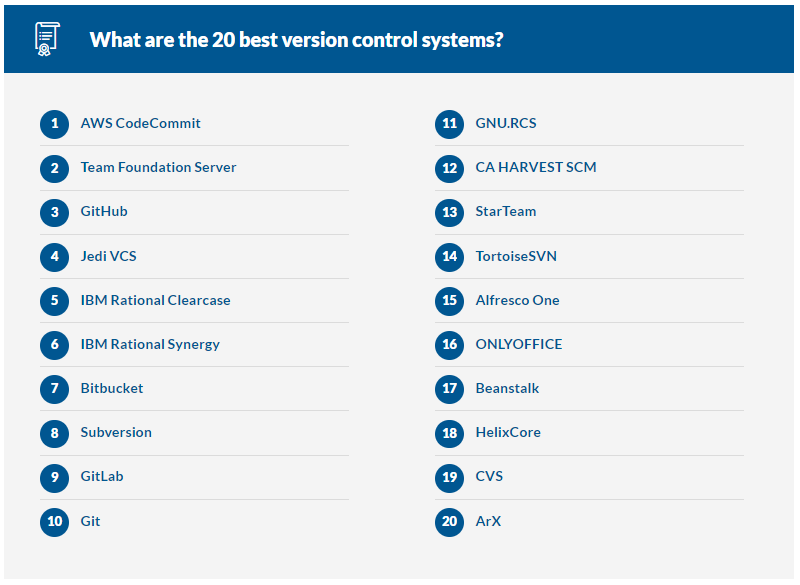 What are the 20 best version control systems?
1 AWS CodeCommit
2 Team Foundation Server
3 GitHub
4 Jedi VCS
5 IBM Rational Clearcase
6 IBM Rational Synergy
7 Bitbucket
8 Subversion
9 GitLab
10 Git
11 GNU.RCS
12 CA HARVEST SCM
13 StarTeam
14 TortoiseSVN
15 Alfresco One
16 ONLYOFFICE
17 Beanstalk
18 HelixCore
19 CVS
20 ArX